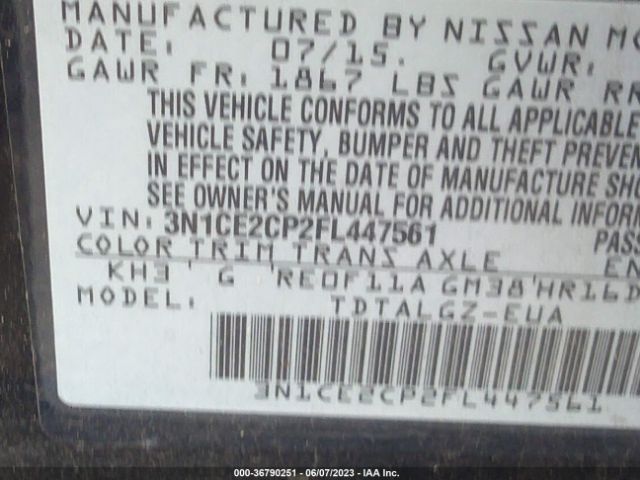 MANUFACTURED BY NISSAN MO
DATE: 07/15. GVWR:
GAWR FR: 1867 LBS GAWR RR
THIS VEHICLE CONFORMS TO ALL APPLICABLE
VEHICLE SAFETY, BUMPER AND THEFT PREVEN
IN EFFECT ON THE DATE OF MANUFACTURE SH
SEE OWNER'S MANUAL FOR ADDITIONAL INFOR
VIN: 3N1CE2CP2FL447561 PASS
COLOR TRIM TRANS AXLE EN
KH3 G RE0F11A GM38 HR16D
MODEL: TDTALGZ-EUA
3N1CE2CP2FL447561
000-36790251 - 06/07/2023 - IAA Inc.